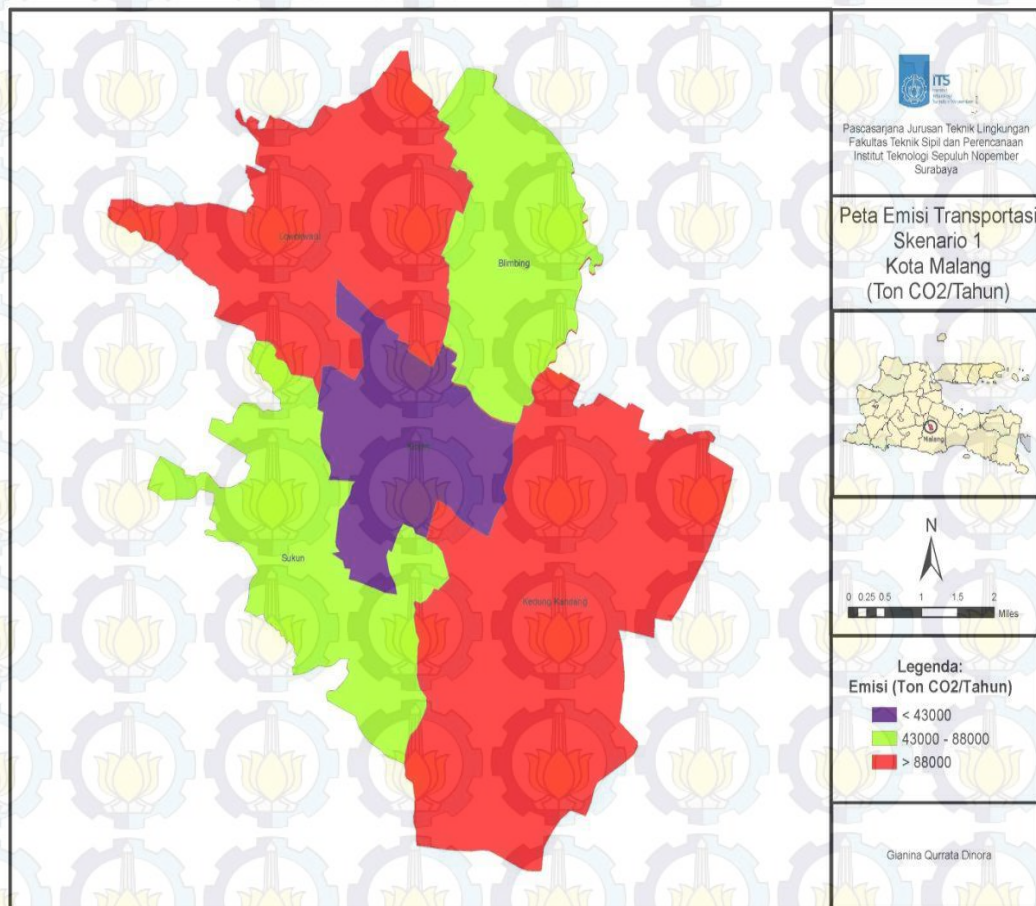 ITS
Pascasarjana Jurusan Teknik Lingkungan
Fakultas Teknik Sipil dan Perencanaan
Institut Teknologi Sepuluh Nopember
Surabaya
Peta Emisi Transportasi
Skenario 1
Kota Malang
(Ton CO2/Tahun)
Blimbing
Sukun
Kedung Kandang
Malang
N
0 0.25 0.5 1 1.5 2
Miles
Legenda:
Emisi (Ton CO2/Tahun)
< 43000
43000 - 88000
> 88000
Gianina Qurrata Dinora